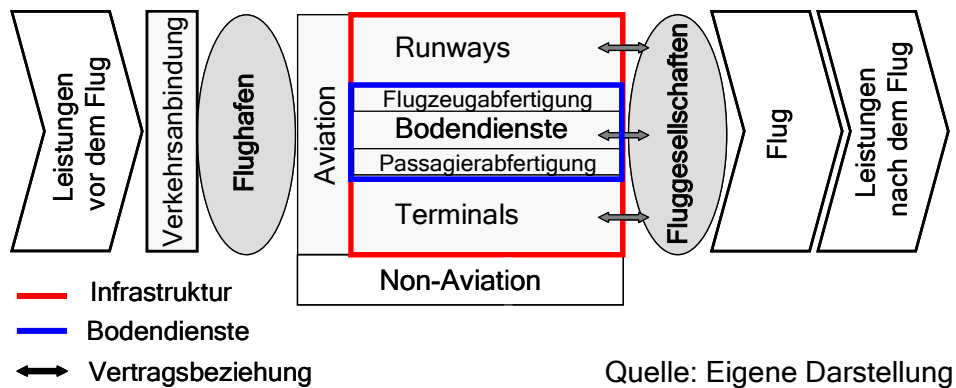 Leistungen
vor dem Flug
Verkehrsanbindung
Flughafen
Aviation
Runways
Flugzeugabfertigung
Bodendienste
Passagierabfertigung
Terminals
Non-Aviation
Fluggesellschaften
Flug
Leistungen
nach dem Flug
Infrastruktur
Bodendienste
Vertragsbeziehung
Quelle: Eigene Darstellung